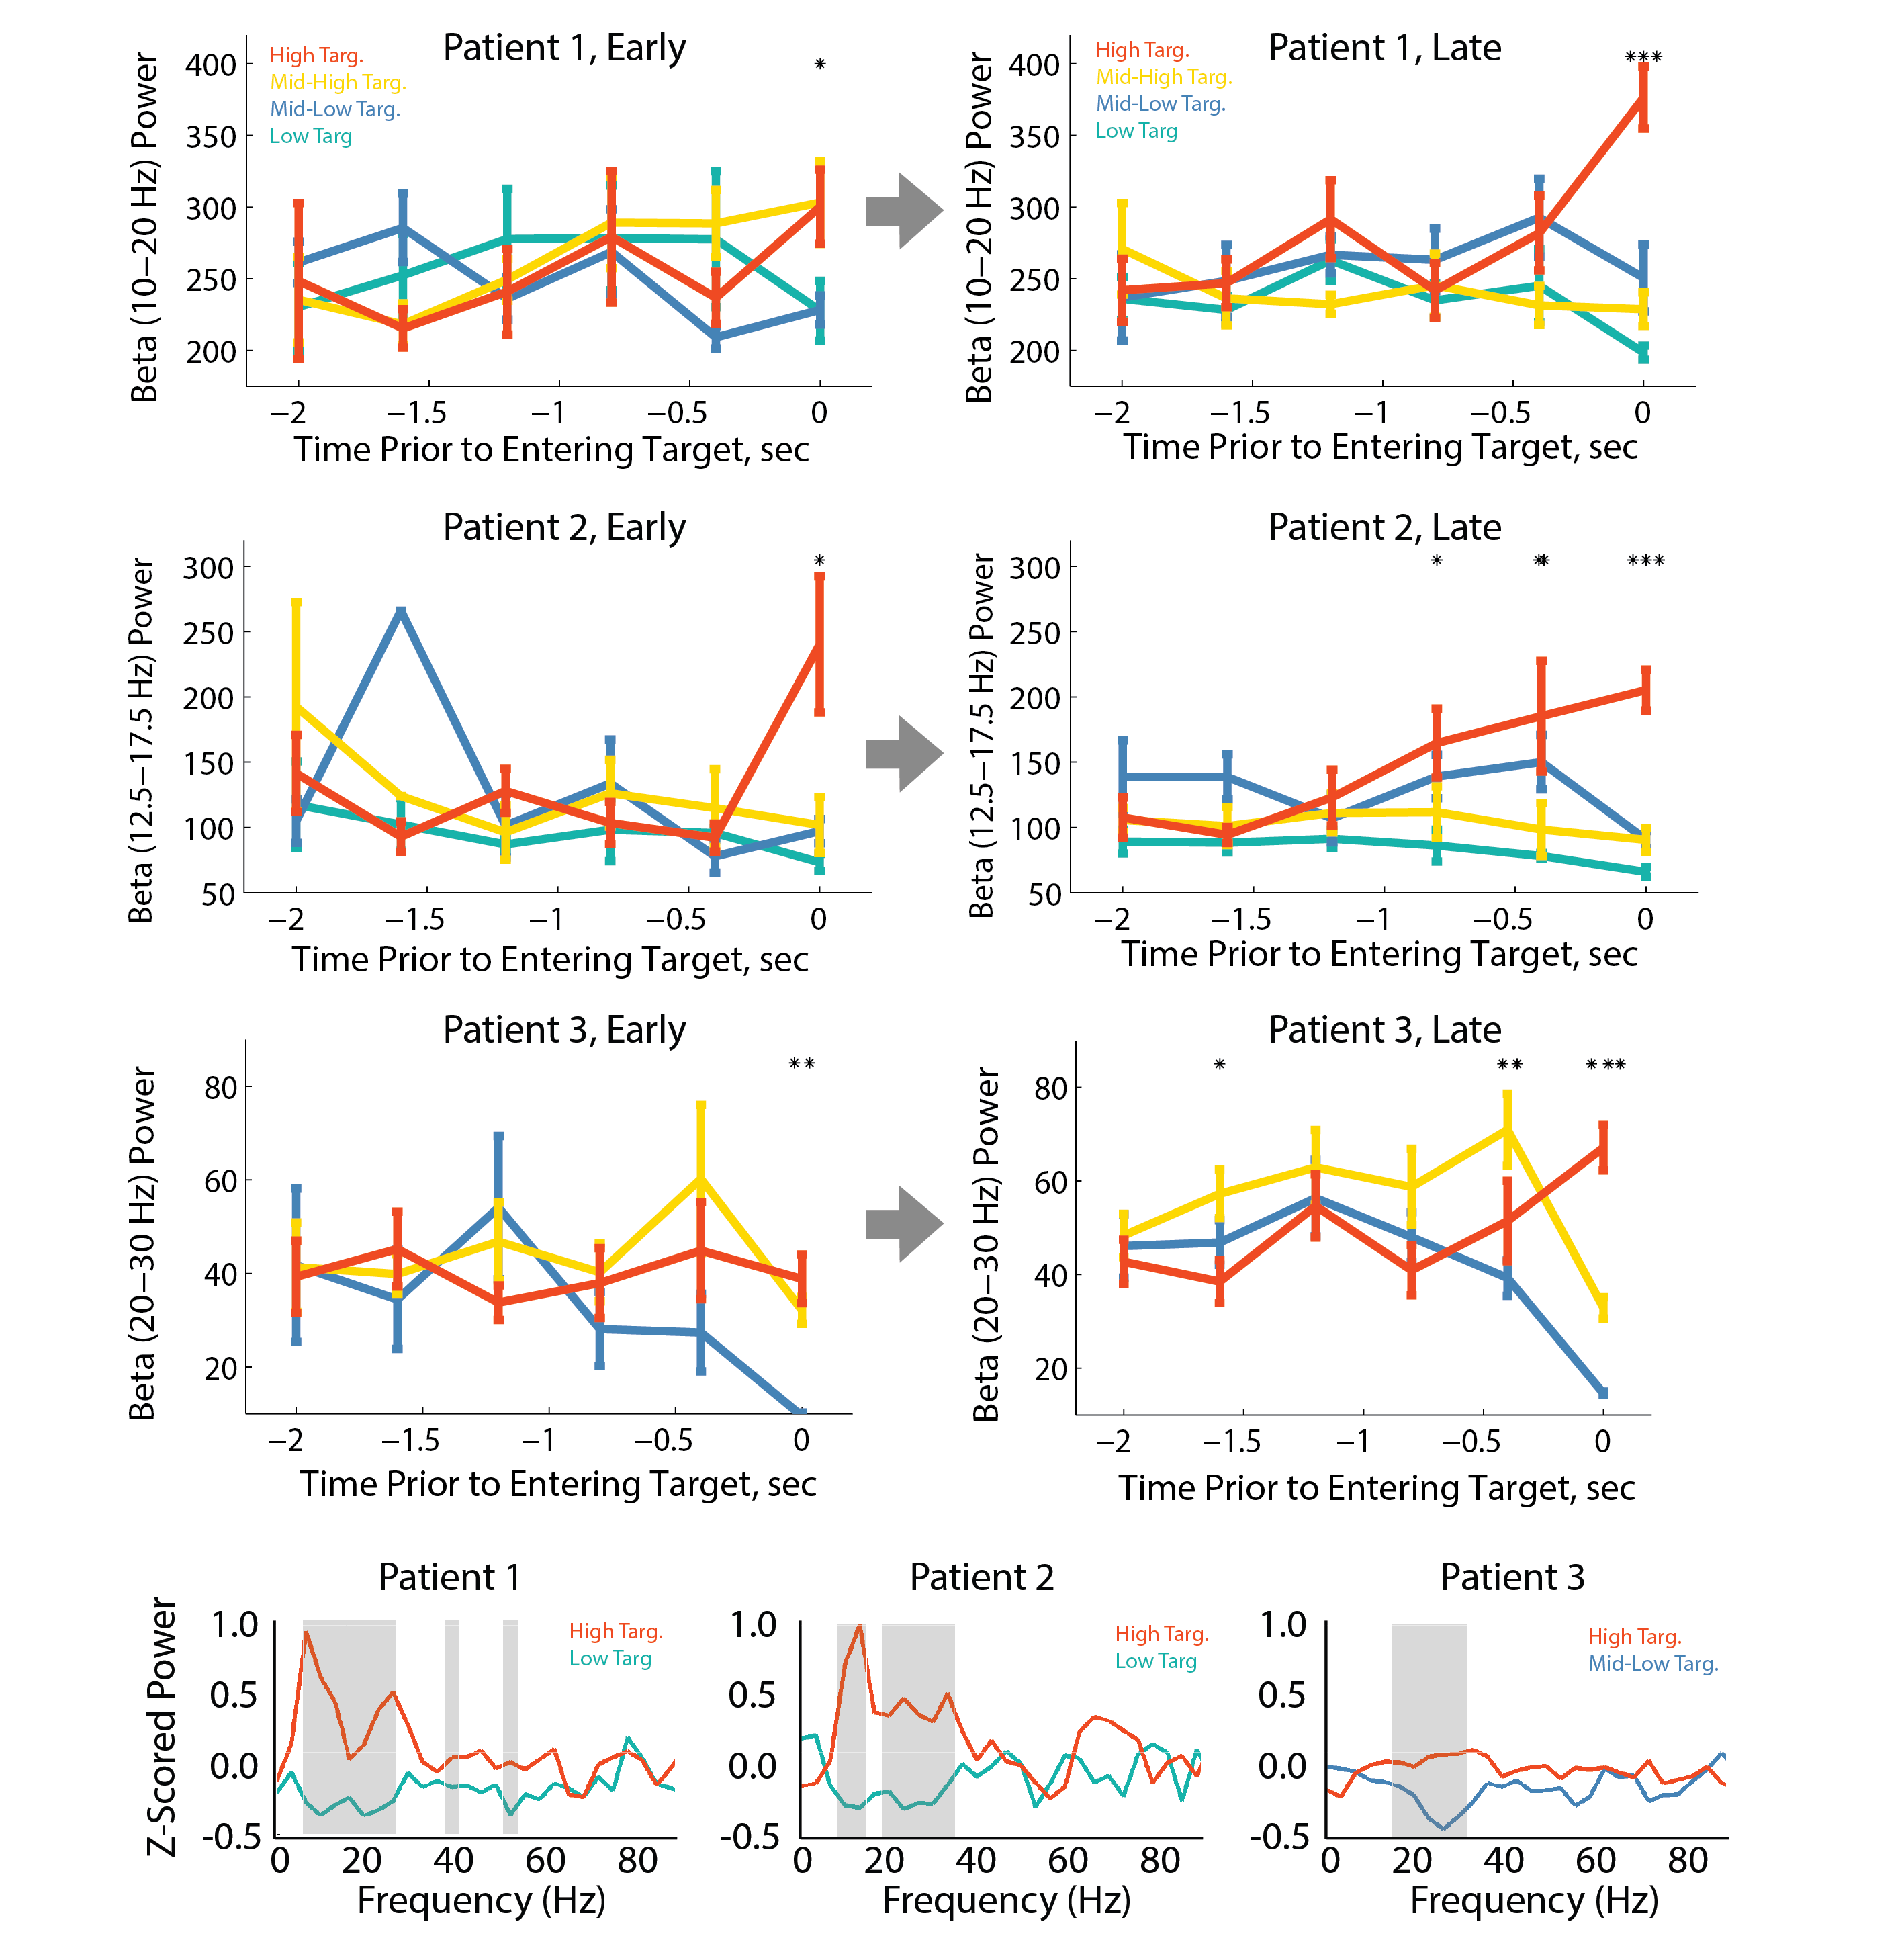 Patient 1, Early
High Targ.
Mid-High Targ.
Mid-Low Targ.
Low Targ
*
Beta (10–20 Hz) Power
400
350
300
250
200
−2 −1.5 −1 −0.5 0
Time Prior to Entering Target, sec
Patient 1, Late
High Targ.
Mid-High Targ.
Mid-Low Targ.
Low Targ
***
Beta (10–20 Hz) Power
400
350
300
250
200
−2 −1.5 −1 −0.5 0
Time Prior to Entering Target, sec
Patient 2, Early
*
Beta (12.5–17.5 Hz) Power
300
250
200
150
100
50
−2 −1.5 −1 −0.5 0
Time Prior to Entering Target, sec
Patient 2, Late
* ** ***
Beta (12.5–17.5 Hz) Power
300
250
200
150
100
50
−2 −1.5 −1 −0.5 0
Time Prior to Entering Target, sec
Patient 3, Early
**
Beta (20–30 Hz) Power
80
60
40
20
−2 −1.5 −1 −0.5 0
Time Prior to Entering Target, sec
Patient 3, Late
* ** ***
Beta (20–30 Hz) Power
80
60
40
20
−2 −1.5 −1 −0.5 0
Time Prior to Entering Target, sec
Patient 1
High Targ.
Low Targ
Z-Scored Power
1.0
0.5
0.0
-0.5
0 20 40 60 80
Frequency (Hz)
Patient 2
High Targ.
Low Targ
1.0
0.5
0.0
-0.5
0 20 40 60 80
Frequency (Hz)
Patient 3
High Targ.
Mid-Low Targ.
1.0
0.5
0.0
-0.5
0 20 40 60 80
Frequency (Hz)